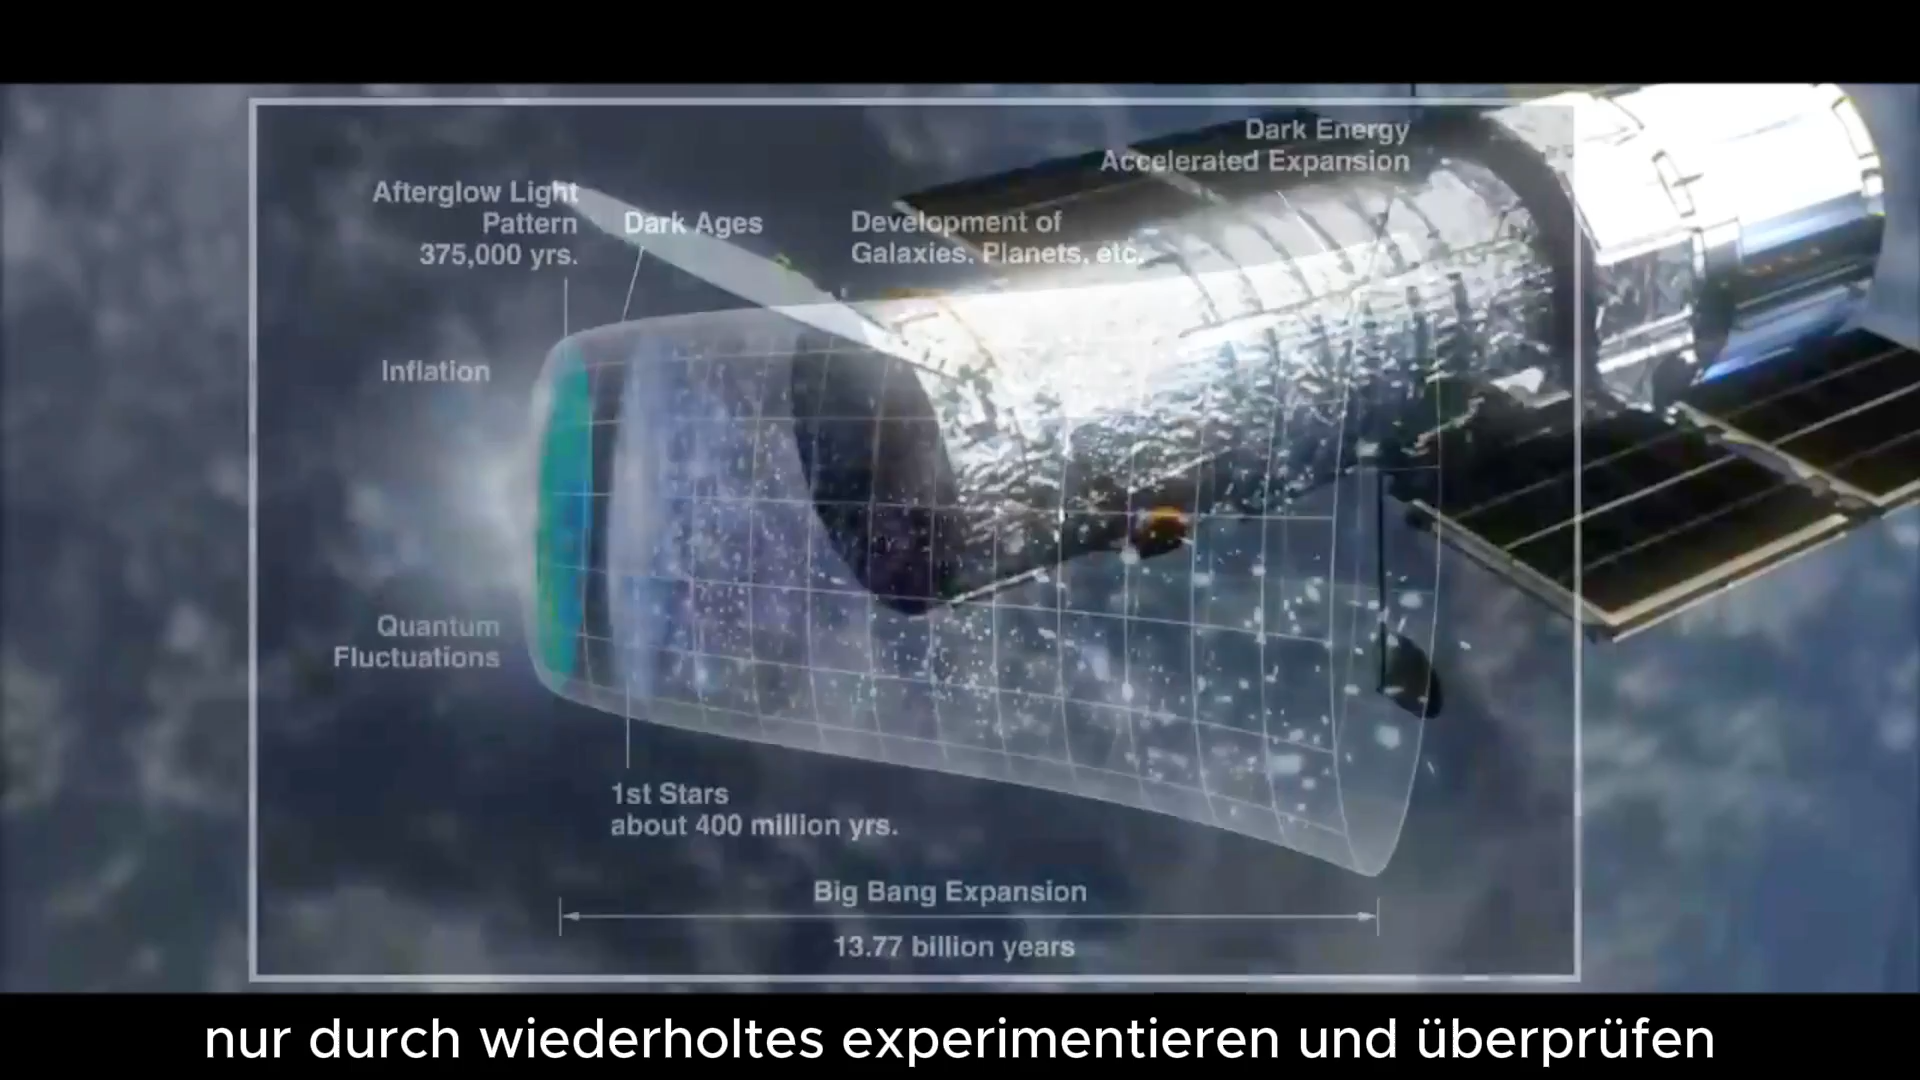 Dark Energy
Accelerated Expansion
Afterglow Light
Pattern
375,000 yrs.
Dark Ages
Development of
Galaxies, Planets, etc.
Inflation
Quantum
Fluctuations
1st Stars
about 400 million yrs.
Big Bang Expansion
13.77 billion years
nur durch wiederholtes experimentieren und überprüfen